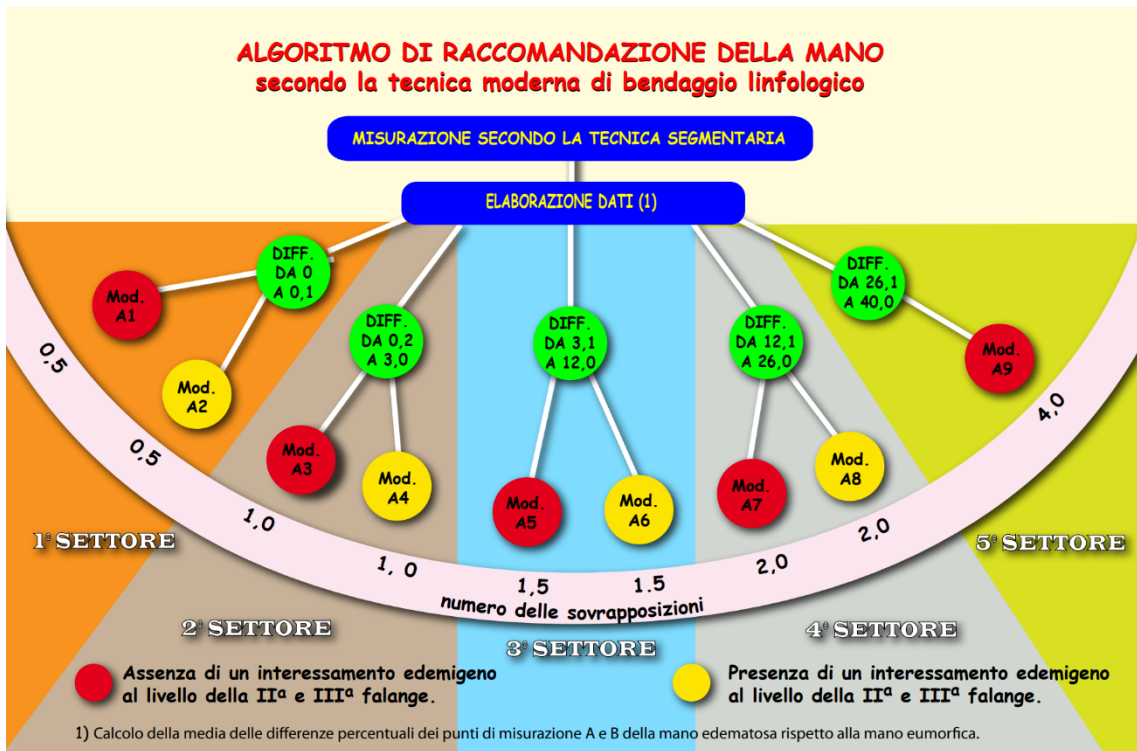 ALGORITMO DI RACCOMANDAZIONE DELLA MANO
secondo la tecnica moderna di bendaggio linfologico
MISURAZIONE SECONDO LA TECNICA SEGMENTARIA
ELABORAZIONE DATI (1)
DIFF.
DA 0
A 0,1
Mod.
A1
Mod.
A2
DIFF.
DA 0,2
A 3,0
Mod.
A3
Mod.
A4
DIFF.
DA 3,1
A 12,0
Mod.
A5
Mod.
A6
DIFF.
DA 12,1
A 26,0
Mod.
A7
Mod.
A8
DIFF.
DA 26,1
A 40,0
Mod.
A9
0,5
0,5
1,0
1, 0
1,5
1.5
2,0
2,0
4,0
numero delle sovrapposizioni
1° SETTORE
2° SETTORE
3° SETTORE
4° SETTORE
5° SETTORE
Assenza di un interessamento edemigeno
al livello della IIª e IIIª falange.
Presenza di un interessamento edemigeno
al livello della IIª e IIIª falange.
1) Calcolo della media delle differenze percentuali dei punti di misurazione A e B della mano edematosa rispetto alla mano eumorfica.